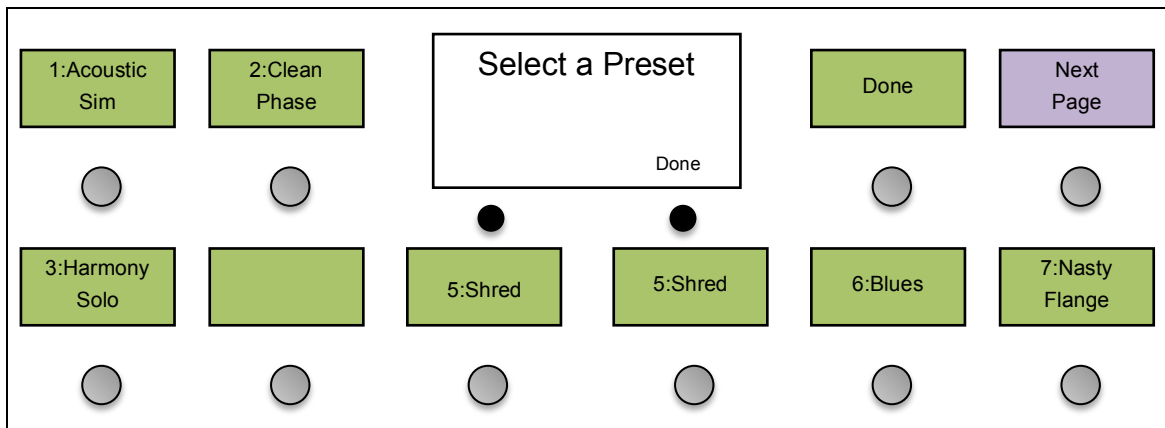 1:Acoustic
Sim
2:Clean
Phase
Select a Preset
Done
Done
Next
Page
3:Harmony
Solo
5:Shred
5:Shred
6:Blues
7:Nasty
Flange